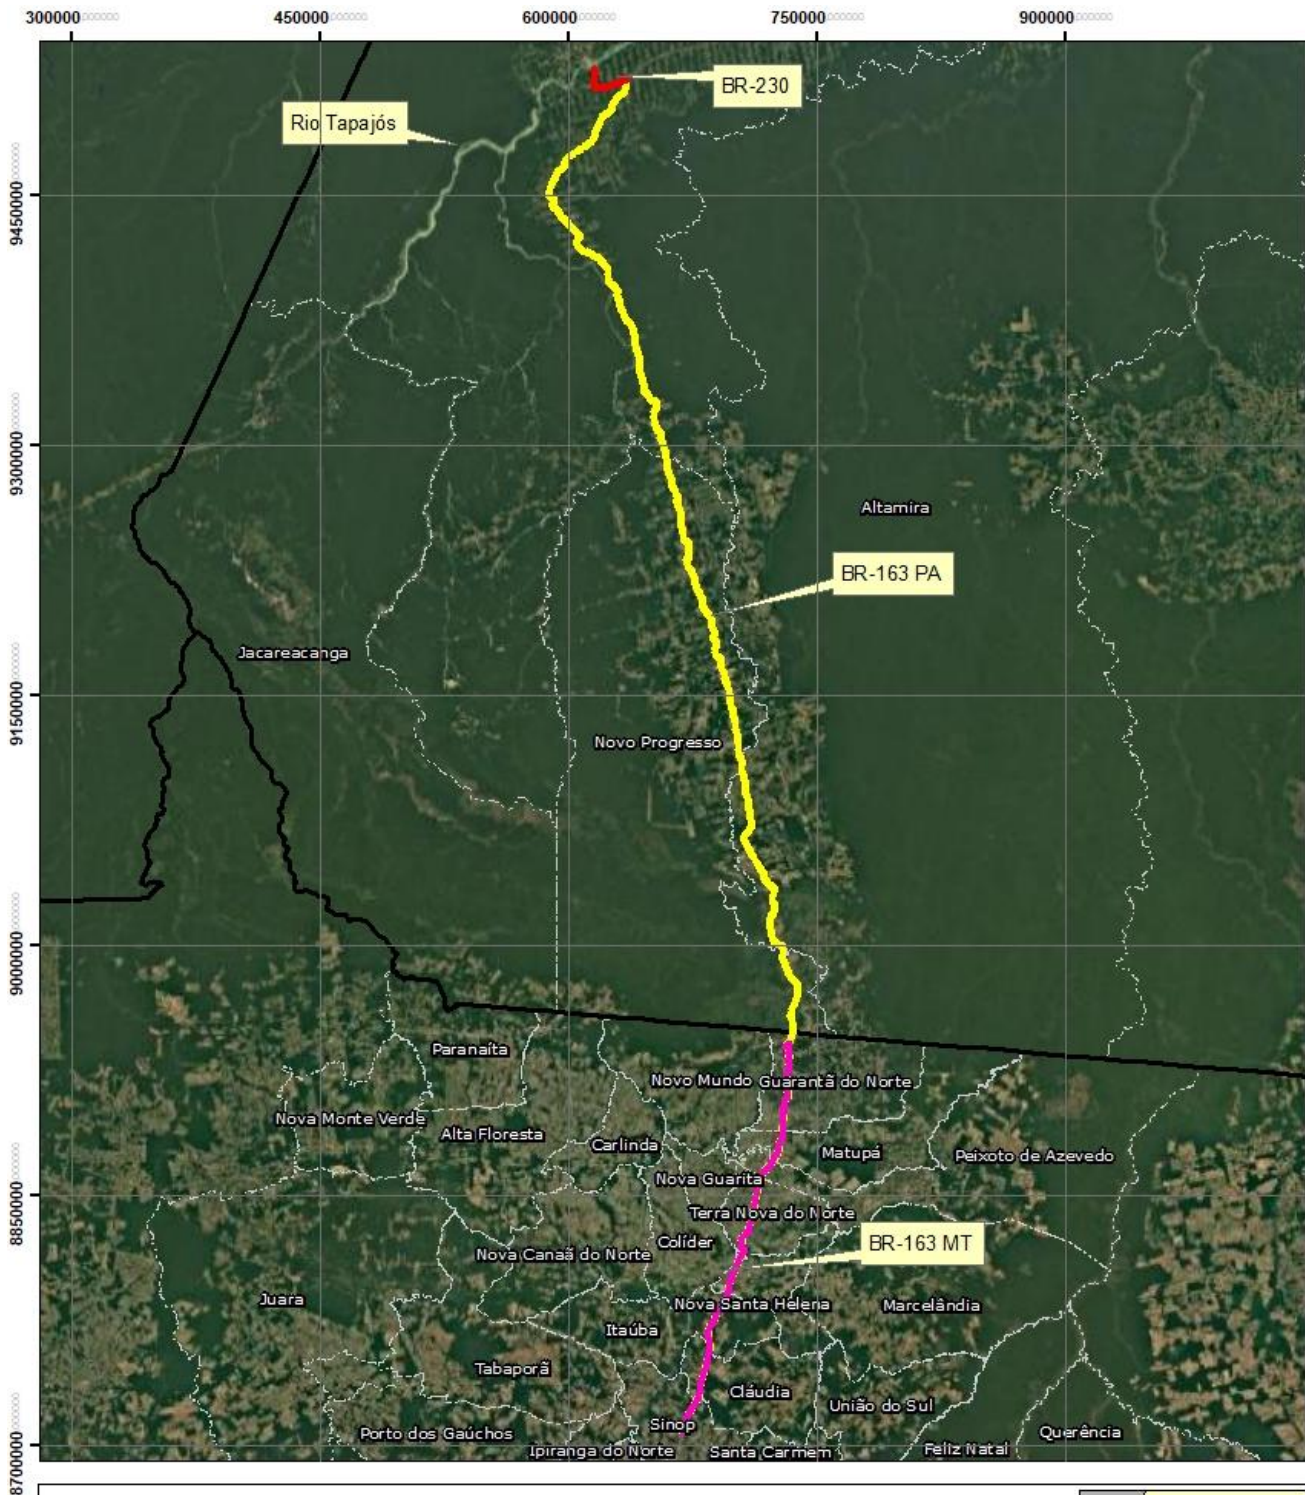 300000 450000 600000 750000 900000
BR-230
Rio Tapajós
9450000
9300000
Altamira
BR-163 PA
Jacareacanga
9150000
Novo Progresso
9000000
Paranaíta
Novo Mundo
Guarantã do Norte
Nova Monte Verde
Alta Floresta
Carlinda
Matupá
Peixoto de Azevedo
Nova Guarita
8850000
Terra Nova do Norte
Colíder
BR-163 MT
Nova Canaã do Norte
Juara
Nova Santa Helena
Marcelândia
Itaúba
Tabaporã
Cláudia
União do Sul
Sinop
Porto dos Gaúchos
Querência
Ipiranga do Norte
Santa Carmem
Feliz Natal
8700000